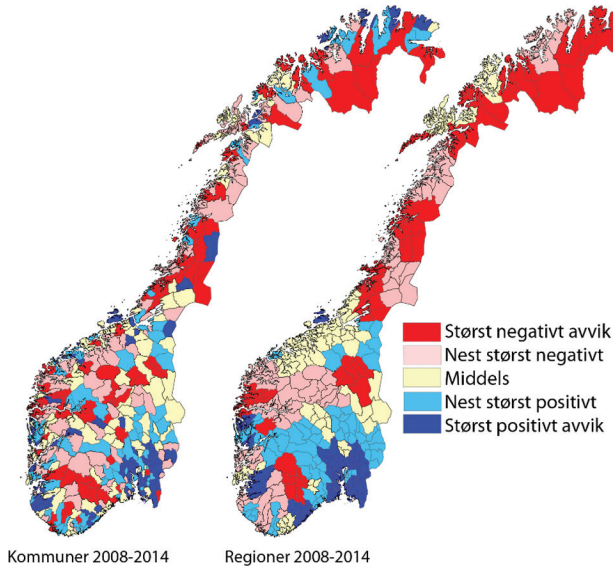 Størst negativt avvik
Nest størst negativt
Middels
Nest størst positivt
Størst positivt avvik
Kommuner 2008-2014
Regioner 2008-2014